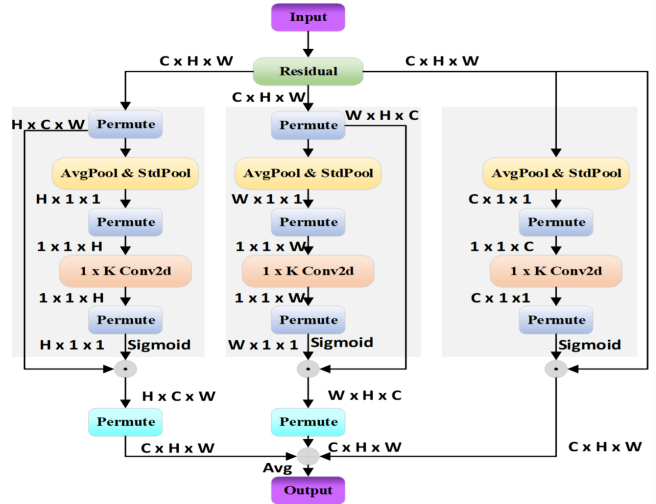 Input
C x H x W
Residual
C x H x W
C x H x W
H x C x W
Permute
AvgPool & StdPool
H x 1 x 1
Permute
1 x 1 x H
1 x K Conv2d
1 x 1 x H
Permute
H x 1 x 1
Sigmoid
H x C x W
Permute
C x H x W
Permute
W x H x C
AvgPool & StdPool
W x 1 x 1
Permute
1 x 1 x W
1 x K Conv2d
1 x 1 x W
Permute
W x 1 x 1
Sigmoid
W x H x C
Permute
C x H x W
AvgPool & StdPool
C x 1 x 1
Permute
1 x 1 x C
1 x K Conv2d
C x 1x1
Permute
Sigmoid
C x H x W
Avg
Output